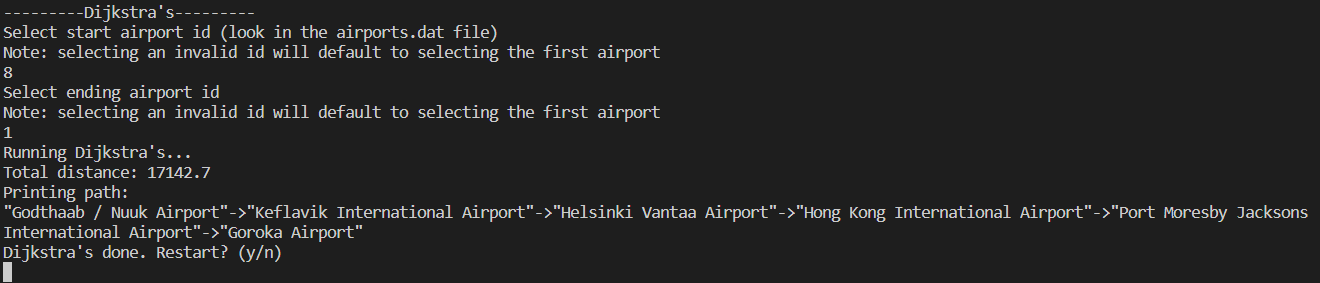 ---------Dijkstra's---------
Select start airport id (look in the airports.dat file)
Note: selecting an invalid id will default to selecting the first airport
8
Select ending airport id
Note: selecting an invalid id will default to selecting the first airport
1
Running Dijkstra's...
Total distance: 17142.7
Printing path:
"Godthaab / Nuuk Airport"->"Keflavik International Airport"->"Helsinki Vantaa Airport"->"Hong Kong International Airport"->"Port Moresby Jacksons
International Airport"->"Goroka Airport"
Dijkstra's done. Restart? (y/n)